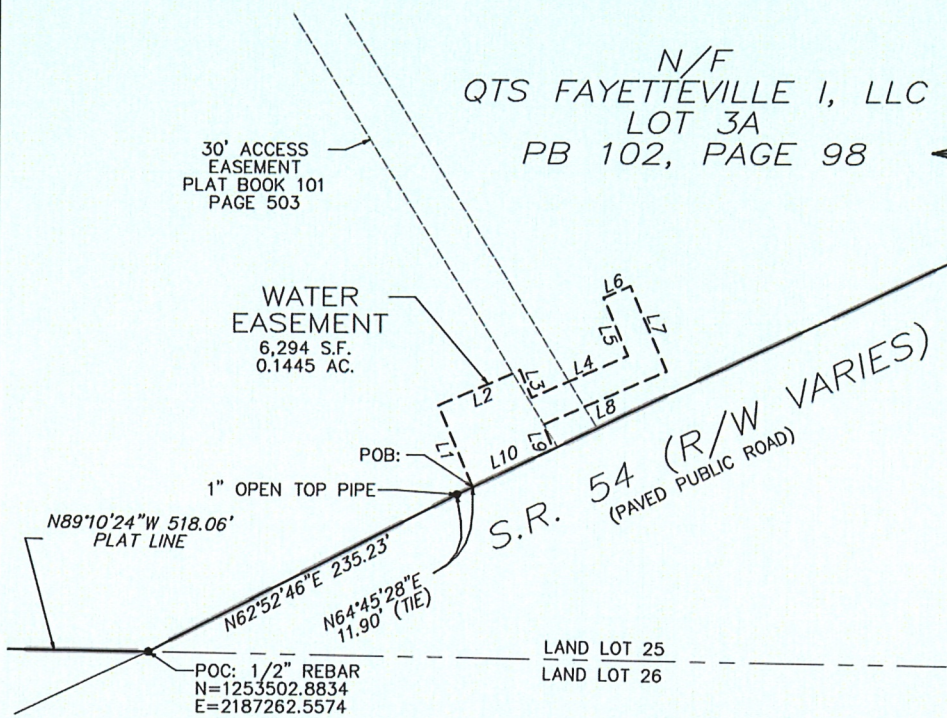 N/F
QTS FAYETTEVILLE I, LLC
LOT 3A
PB 102, PAGE 98
30' ACCESS
EASEMENT
PLAT BOOK 101
PAGE 503
WATER
EASEMENT
6,294 S.F.
0.1445 AC.
L6
L5
L7
L4
L3
L2
L8
L1
L9
L10
POB:
1" OPEN TOP PIPE
S.R. 54 (R/W VARIES)
(PAVED PUBLIC ROAD)
N89°10'24"W 518.06'
PLAT LINE
N62°52'46"E 235.23'
N64°45'28"E
11.90' (TIE)
LAND LOT 25
LAND LOT 26
POC: 1/2" REBAR
N=1253502.8834
E=2187262.5574